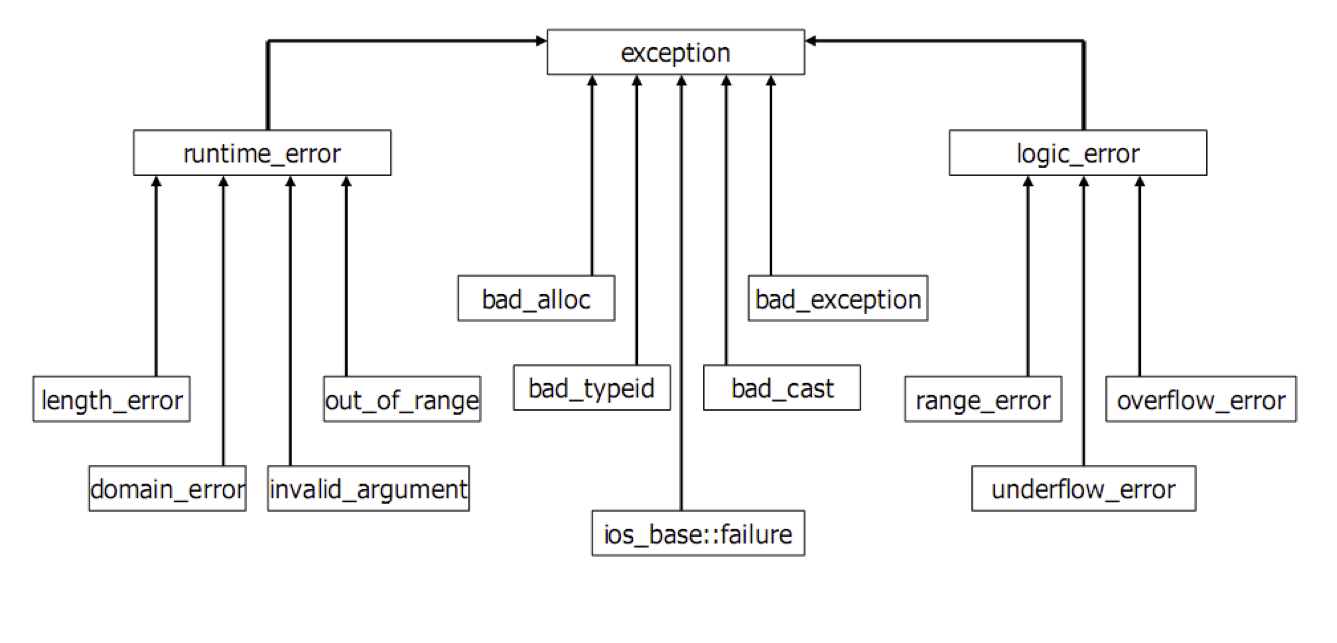 exception
runtime_error
logic_error
bad_alloc
bad_exception
bad_typeid
bad_cast
length_error
out_of_range
range_error
overflow_error
domain_error
invalid_argument
underflow_error
ios_base::failure